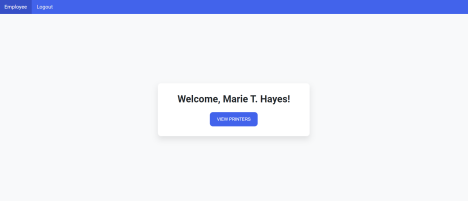 Employee Logout
Welcome, Marie T. Hayes!
VIEW PRINTERS